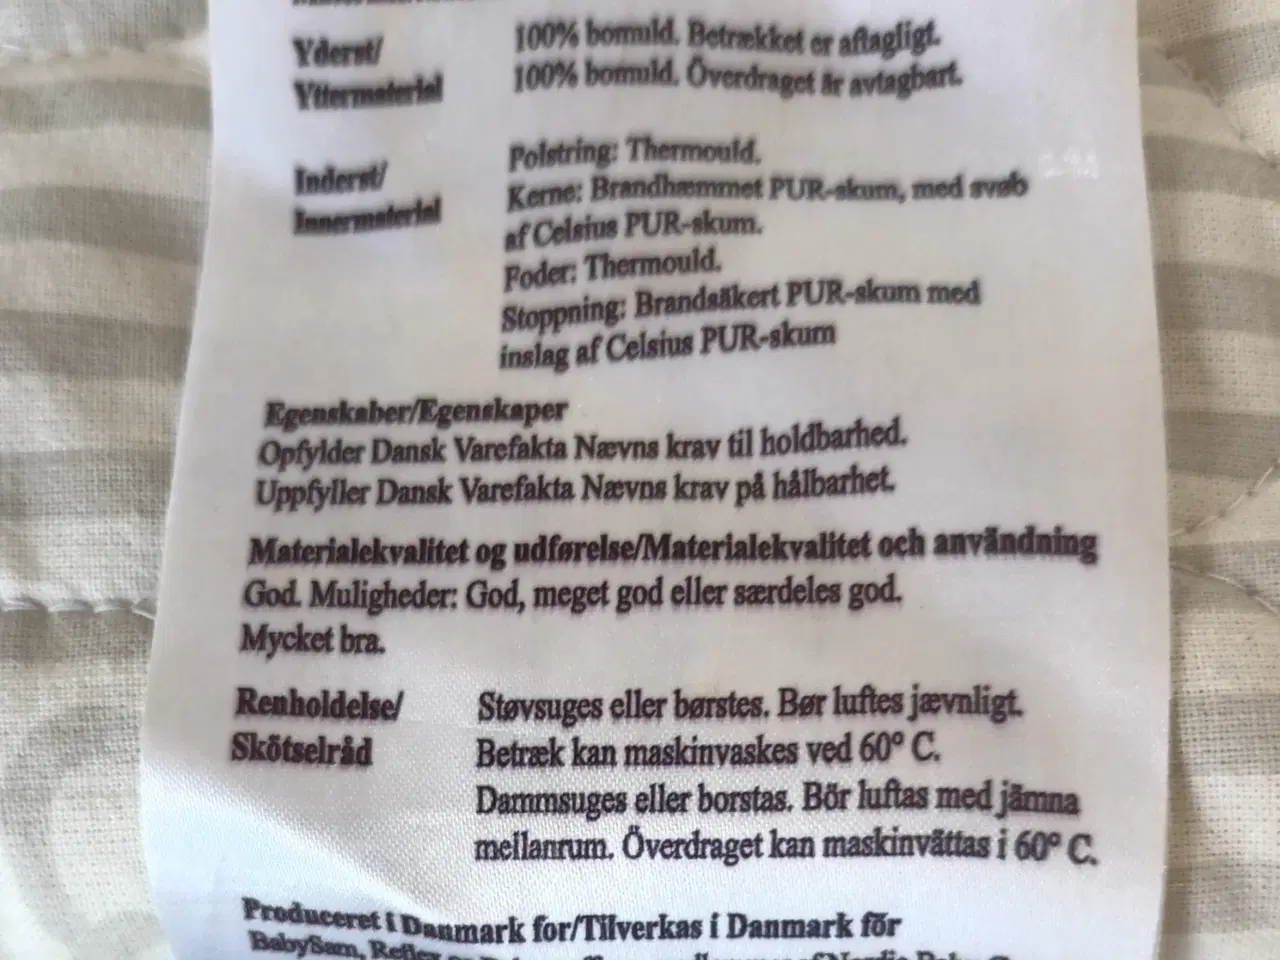 Yderst/ 100% bomuld. Betrækket er aftageligt.
Yttermaterial 100% bomuld. Överdraget är avtagbart.
Inderst/ Polstring: Thermould.
Innermaterial Kerne: Brandhæmmet PUR-skum, med svøb
af Celsius PUR-skum.
Foder: Thermould.
Stoppning: Brandsäkert PUR-skum med
inslag af Celsius PUR-skum
Egenskaber/Egenskaper
Opfylder Dansk Varefakta Nævns krav til holdbarhed.
Uppfyller Dansk Varefakta Nævns krav på hålbarhet.
Materialekvalitet og udførelse/Materialekvalitet och användning
God. Muligheder: God, meget god eller særdeles god.
Mycket bra.
Renholdelse/ Støvsuges eller børstes. Bør luftes jævnligt.
Skötselråd Betræk kan maskinvaskes ved 60° C.
Dammsuges eller borstas. Bör luftas med jämna
mellanrum. Överdraget kan maskinvättas i 60° C.
Produceret i Danmark for/Tilverkas i Danmark för
BabySam,